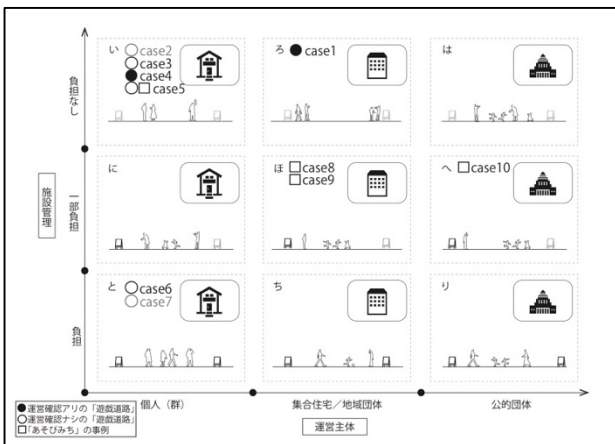 施設管理
負担なし
一部負担
負担
い ○case2
○case3
●case4
○□case5
ろ ●case1
は
に
ほ □case8
□case9
へ □case10
と ○case6
○case7
ち
り
●運営確認アリの「遊戯道路」
○運営確認ナシの「遊戯道路」
□「あそびみち」の事例
個人（群）
集合住宅／地域団体
公的団体
運営主体